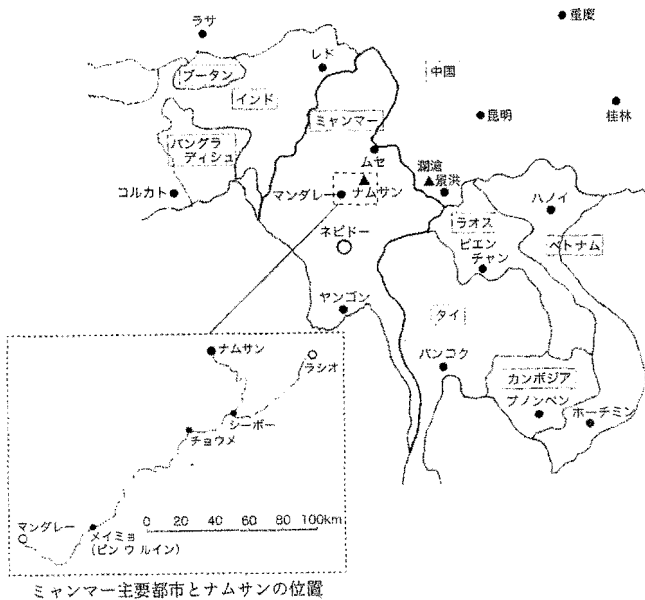 重慶
ラサ
レド
中国
ブータン
インド
昆明
桂林
ミャンマー
バングラ
ディシュ
ムセ
瀾滄
景洪
コルカト
マンダレー
ナムサン
ハノイ
ラオス
ネピドー
ビエン
チャン
ベトナム
ヤンゴン
タイ
バンコク
カンボジア
プノンペン
ホーチミン
ナムサン
ラシオ
シーボー
チョウメ
0 20 40 60 80 100km
マンダレー
メイミョ
(ピン ウ ルイン)
ミャンマー主要都市とナムサンの位置